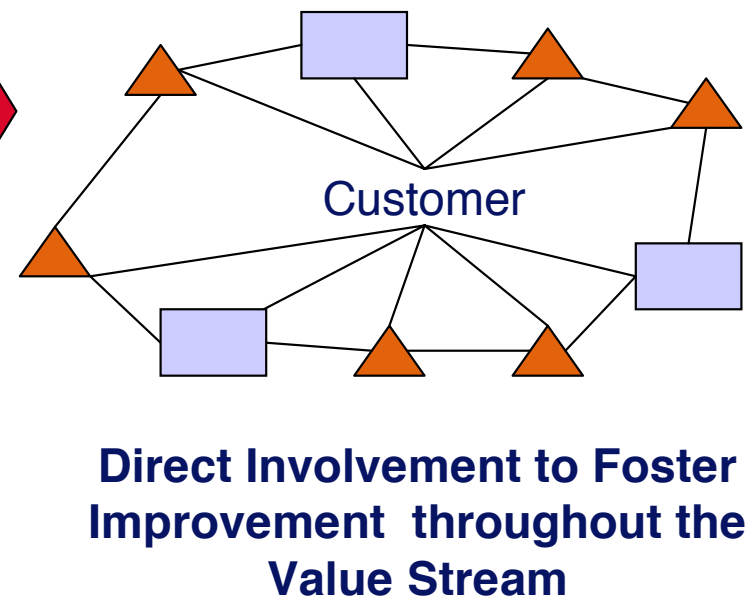 Customer
Direct Involvement to Foster
Improvement  throughout the
Value Stream